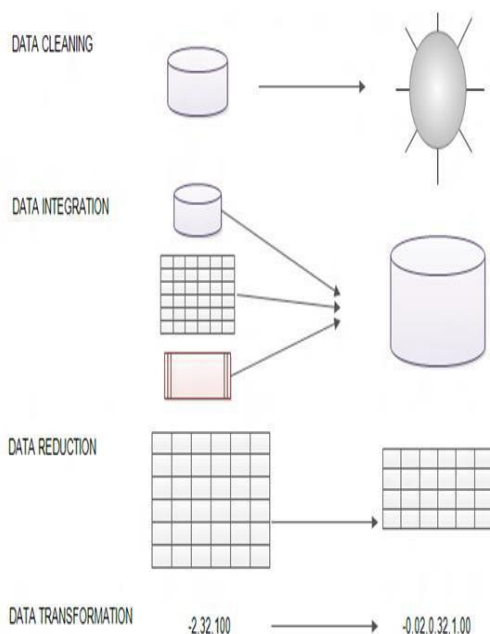 DATA CLEANING
DATA INTEGRATION
DATA REDUCTION
DATA TRANSFORMATION -2.32.100 -0.02.0.32.1.00